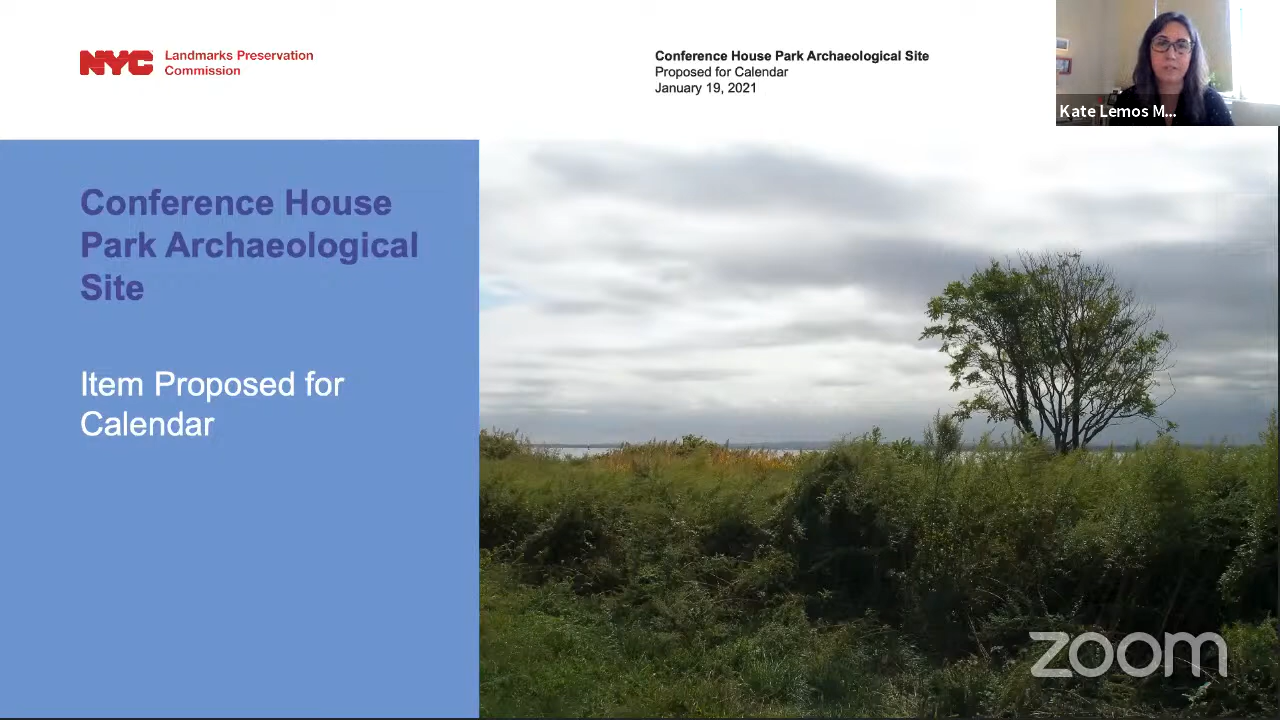 NYC
Landmarks Preservation
Commission
Conference House Park Archaeological Site
Proposed for Calendar
January 19, 2021
Kate Lemos M...
Conference House
Park Archaeological
Site
Item Proposed for
Calendar
zoom